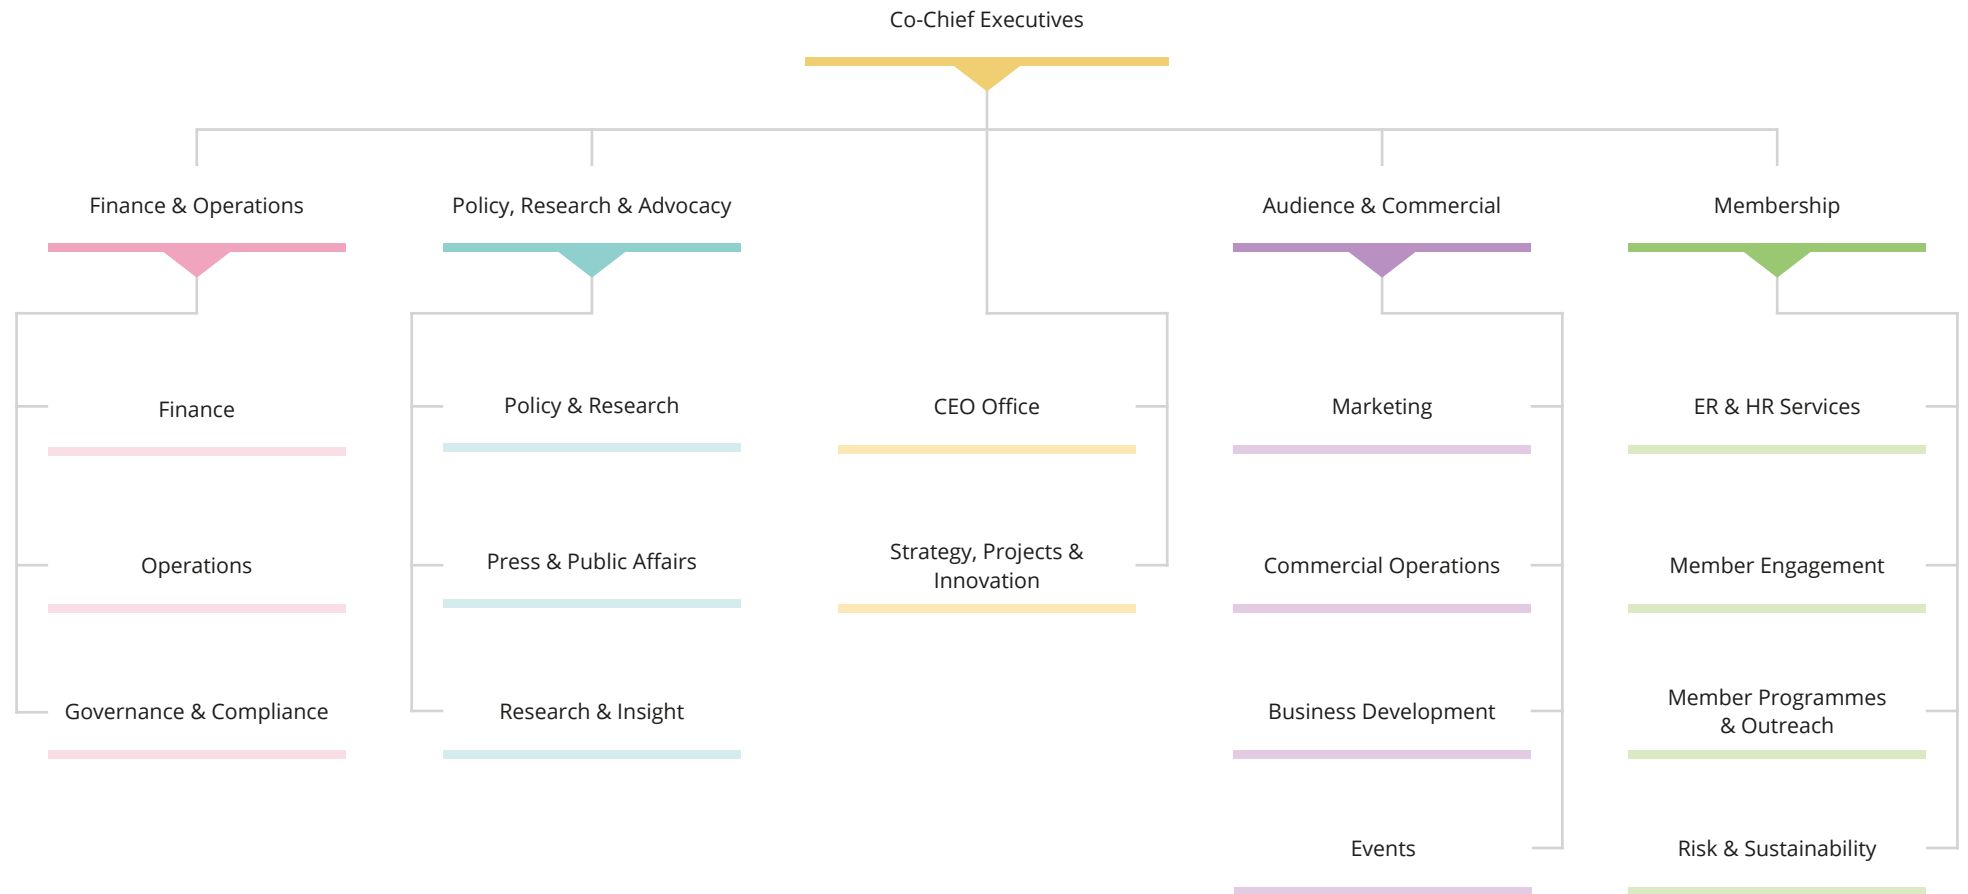 Co-Chief Executives
Finance & Operations
Policy, Research & Advocacy
Audience & Commercial
Membership
Finance
Policy & Research
CEO Office
Marketing
ER & HR Services
Operations
Press & Public Affairs
Strategy, Projects &
Innovation
Commercial Operations
Member Engagement
Governance & Compliance
Research & Insight
Business Development
Member Programmes
& Outreach
Events
Risk & Sustainability